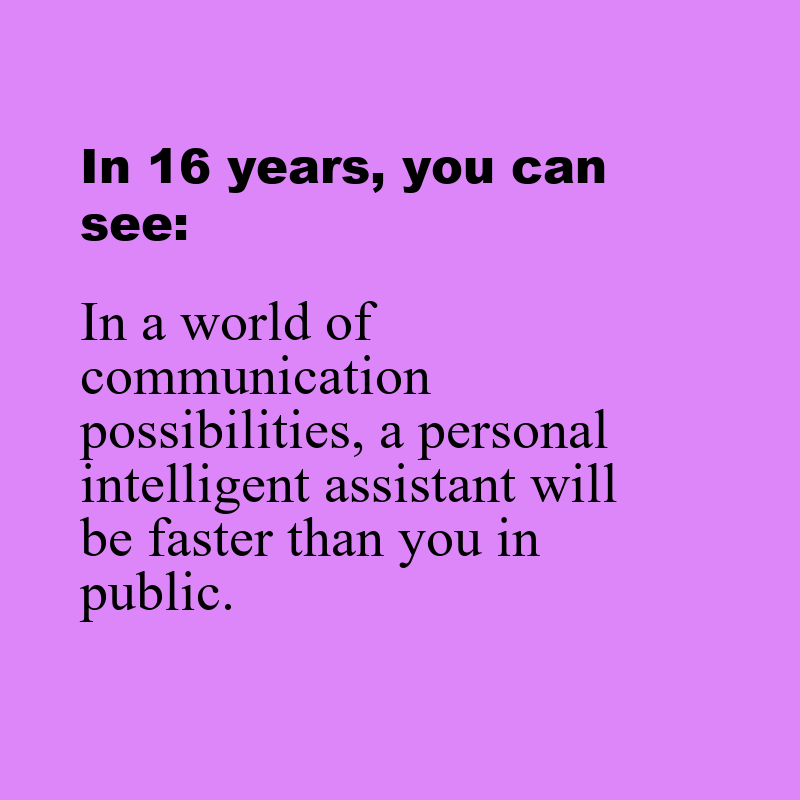 In 16 years, you can
see:
In a world of
communication
possibilities, a personal
intelligent assistant will
be faster than you in
public.